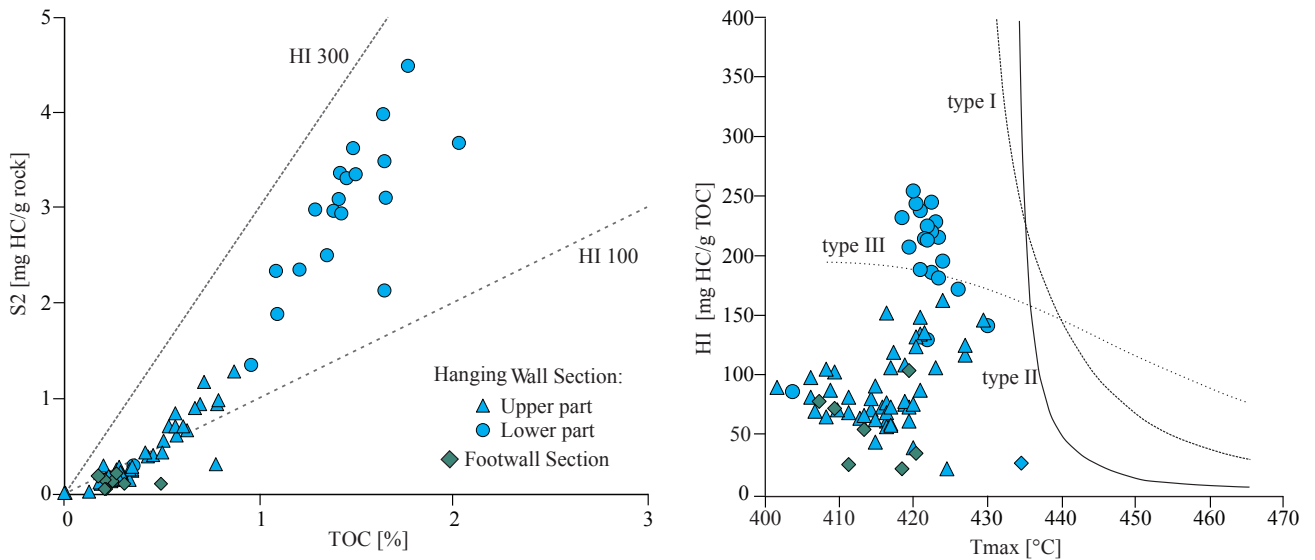 5
4
3
2
1
0
0
1
2
3
S2 [mg HC/g rock]
TOC [%]
HI 300
HI 100
Hanging Wall Section:
Upper part
Lower part
Footwall Section
400
350
300
250
200
150
100
50
0
400
410
420
430
440
450
460
470
HI [mg HC/g TOC]
Tmax [°C]
type I
type III
type II